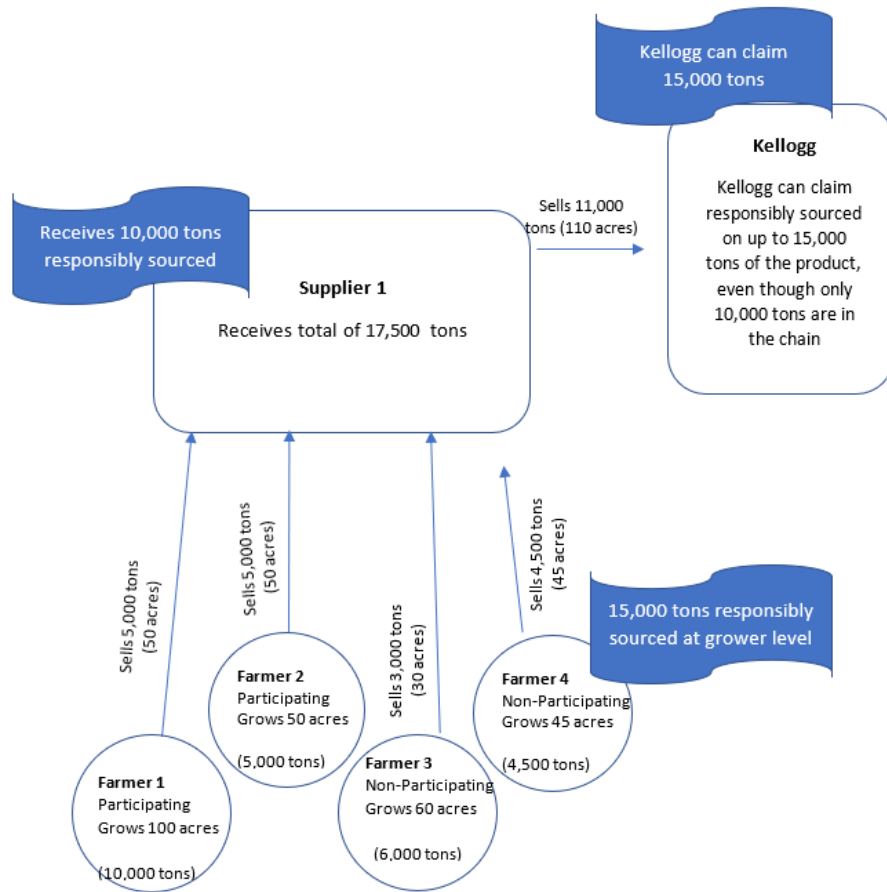 Kellogg can claim
15,000 tons
Kellogg
Kellogg can claim
responsibly sourced
on up to 15,000
tons of the product,
even though only
10,000 tons are in
the chain
Sells 11,000
tons (110 acres)
Receives 10,000 tons
responsibly sourced
Supplier 1
Receives total of 17,500 tons
Sells 5,000 tons
(50 acres)
Sells 5,000 tons
(50 acres)
Sells 3,000 tons
(30 acres)
Sells 4,500 tons
(45 acres)
15,000 tons responsibly
sourced at grower level
Farmer 2
Participating
Grows 50 acres
(5,000 tons)
Farmer 4
Non-Participating
Grows 45 acres
(4,500 tons)
Farmer 1
Participating
Grows 100 acres
(10,000 tons)
Farmer 3
Non-Participating
Grows 60 acres
(6,000 tons)